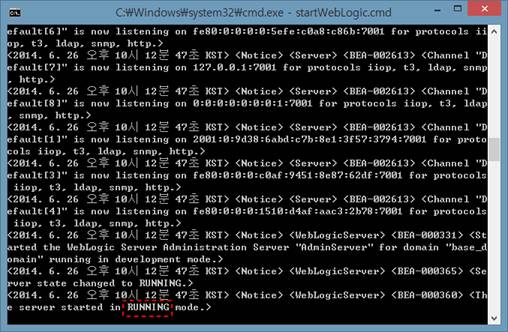 C:\Windows\system32\cmd.exe - startWebLogic.cmd
efault[6]" is now listening on fe80:0:0:0:0:5efe:c0a8:c86b:7001 for protocols ii
op, t3, ldap, snmp, http.>
<2014. 6. 26 오후 10시 12분 47초 KST> <Notice> <Server> <BEA-002613> <Channel "D
efault[7]" is now listening on 127.0.0.1:7001 for protocols iiop, t3, ldap, snmp
, http.>
<2014. 6. 26 오후 10시 12분 47초 KST> <Notice> <Server> <BEA-002613> <Channel "D
efault[8]" is now listening on 0:0:0:0:0:0:0:1:7001 for protocols iiop, t3, ldap
, snmp, http.>
<2014. 6. 26 오후 10시 12분 47초 KST> <Notice> <Server> <BEA-002613> <Channel "D
efault[1]" is now listening on 2001:0:9d38:6abd:c7b:8e1:3f57:3794:7001 for proto
cols iiop, t3, ldap, snmp, http.>
<2014. 6. 26 오후 10시 12분 47초 KST> <Notice> <Server> <BEA-002613> <Channel "D
efault[3]" is now listening on fe80:0:0:0:c0af:9451:8e87:62df:7001 for protocols
 iiop, t3, ldap, snmp, http.>
<2014. 6. 26 오후 10시 12분 47초 KST> <Notice> <Server> <BEA-002613> <Channel "D
efault[4]" is now listening on fe80:0:0:0:1510:d4af:aac3:2b78:7001 for protocols
 iiop, t3, ldap, snmp, http.>
<2014. 6. 26 오후 10시 12분 47초 KST> <Notice> <WebLogicServer> <BEA-000331> <St
arted the WebLogic Server Administration Server "AdminServer" for domain "base_d
omain" running in development mode.>
<2014. 6. 26 오후 10시 12분 47초 KST> <Notice> <WebLogicServer> <BEA-000365> <Se
rver state changed to RUNNING.>
<2014. 6. 26 오후 10시 12분 47초 KST> <Notice> <WebLogicServer> <BEA-000360> <Th
e server started in RUNNING mode.>